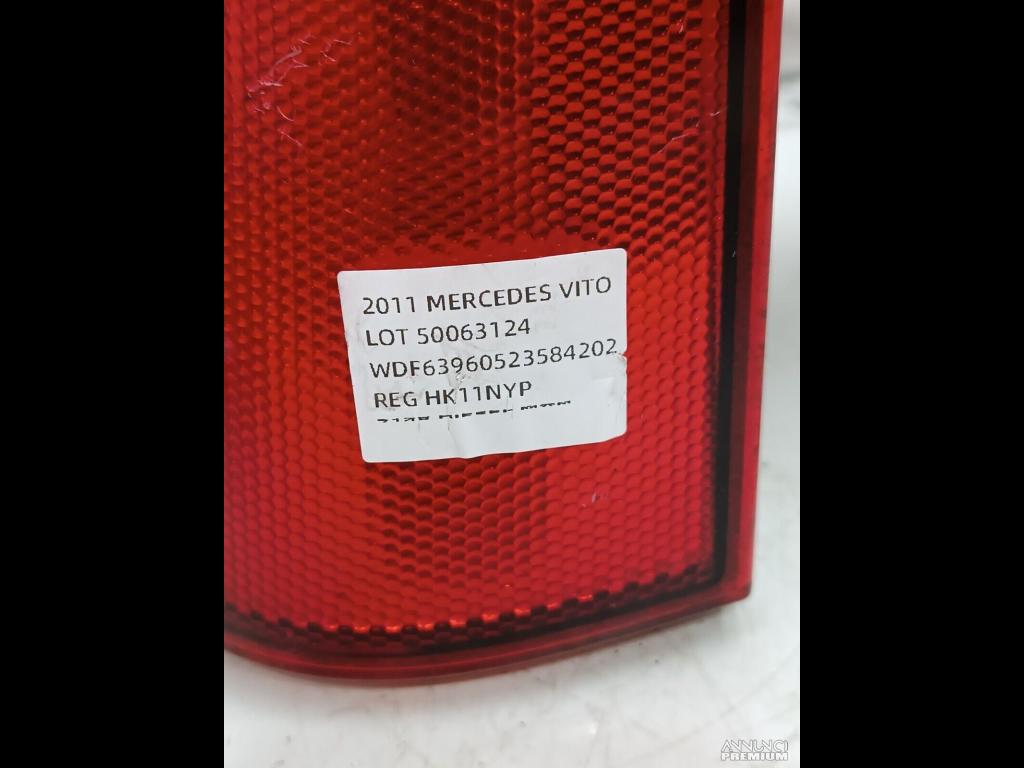 2011 MERCEDES VITO
LOT 50063124
WDF63960523584202
REG HK11NYP
ANNUNCI
PREMIUM